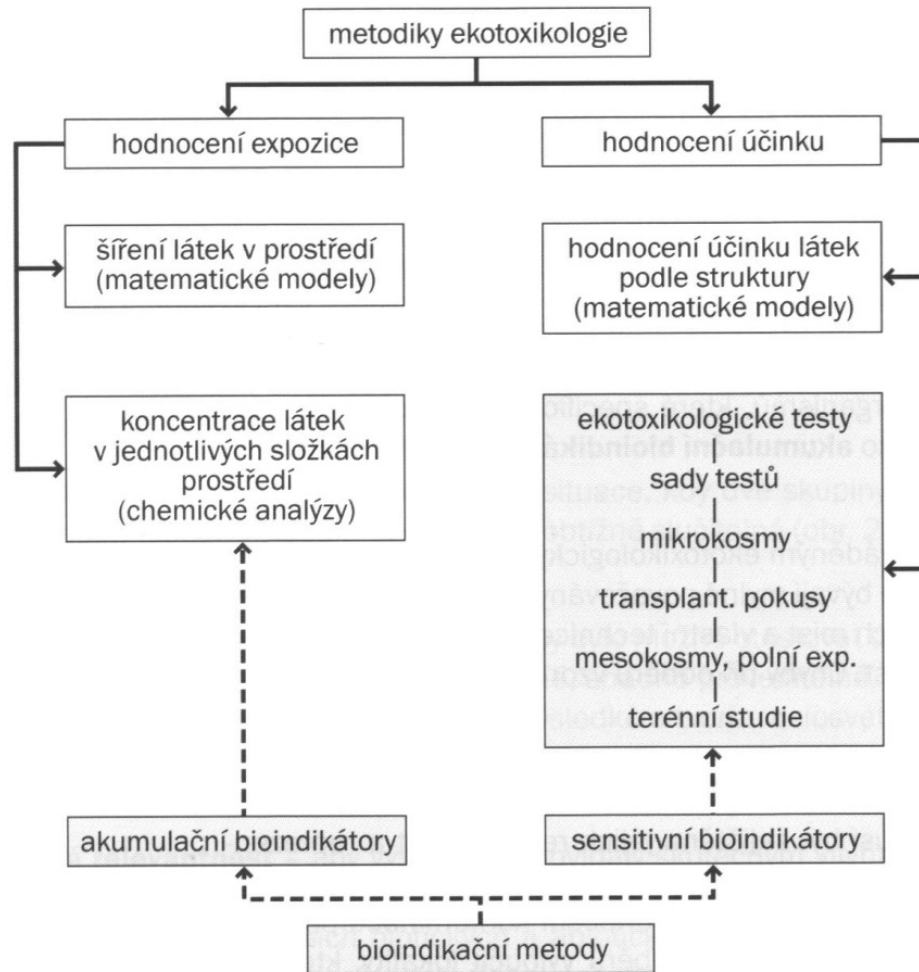 metodiky ekotoxikologie
hodnocení expozice
hodnocení účinku
šíření látek v prostředí
(matematické modely)
hodnocení účinku látek
podle struktury
(matematické modely)
koncentrace látek
v jednotlivých složkách
prostředí
(chemické analýzy)
ekotoxikologické testy
sady testů
mikrokosmy
transplant. pokusy
mesokosmy, polní exp.
terénní studie
akumulační bioindikátory
sensitivní bioindikátory
bioindikační metody